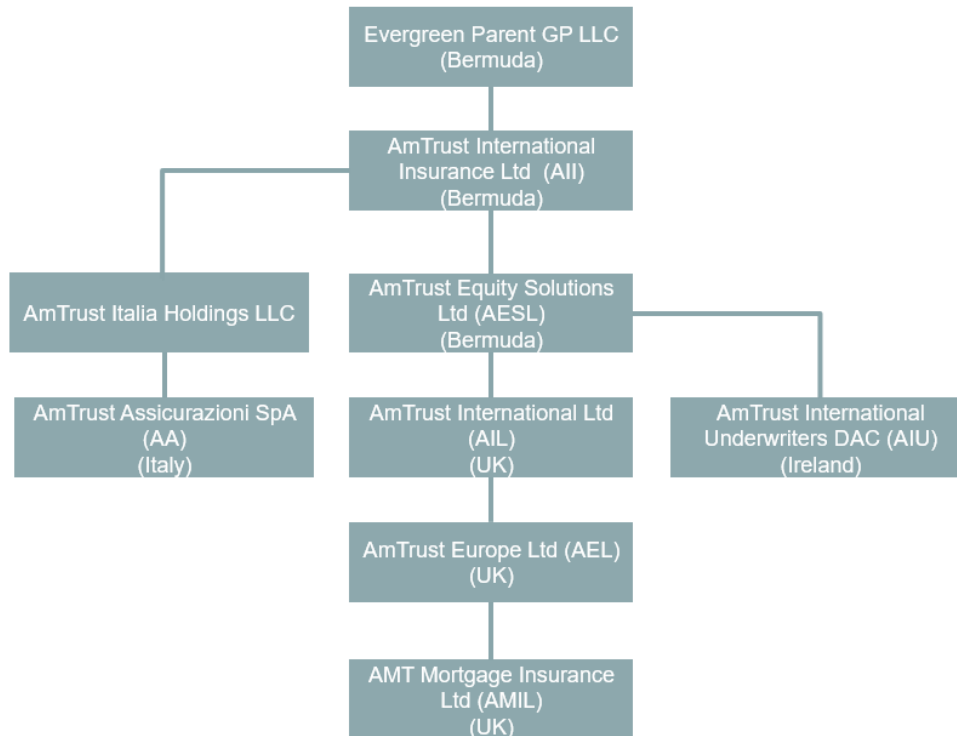 Evergreen Parent GP LLC
(Bermuda)
AmTrust International
Insurance Ltd  (AII)
(Bermuda)
AmTrust Italia Holdings LLC
AmTrust Equity Solutions
Ltd (AESL)
(Bermuda)
AmTrust Assicurazioni SpA
(AA)
(Italy)
AmTrust International Ltd
(AIL)
(UK)
AmTrust International
Underwriters DAC (AIU)
(Ireland)
AmTrust Europe Ltd (AEL)
(UK)
AMT Mortgage Insurance
Ltd (AMIL)
(UK)